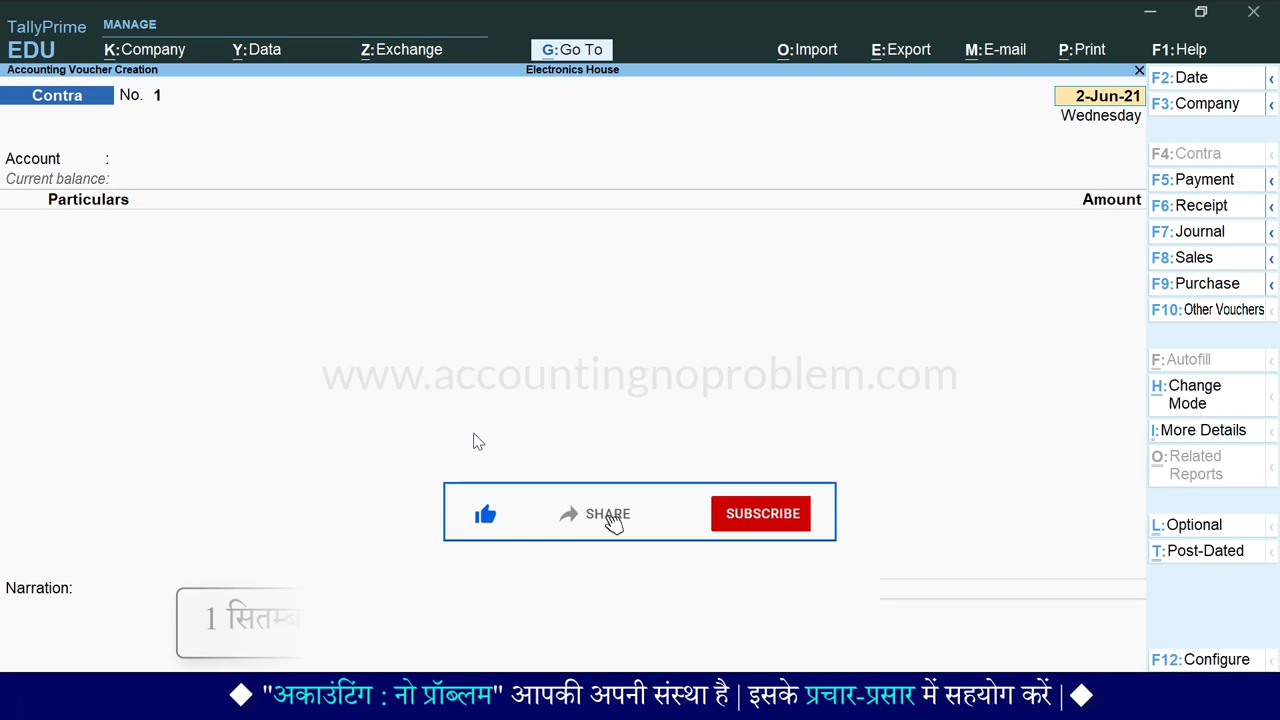 TallyPrime
EDU
MANAGE
K:Company Y:Data Z:Exchange G:Go To O:Import E:Export M:E-mail P:Print F1:Help
Accounting Voucher Creation Electronics House
Contra No. 1 2-Jun-21
Wednesday
Account :
Current balance:
Particulars Amount
F2:Date
F3:Company
F4:Contra
F5:Payment
F6:Receipt
F7:Journal
F8:Sales
F9:Purchase
F10:Other Vouchers
F:Autofill
H:Change
Mode
I:More Details
O:Related
Reports
L:Optional
T:Post-Dated
F12:Configure
www.accountingnoproblem.com
SHARE SUBSCRIBE
Narration:
1
"अकाउंटिंग : नो प्रॉब्लम" आपकी अपनी संस्था है | इसके प्रचार-प्रसार में सहयोग करें |